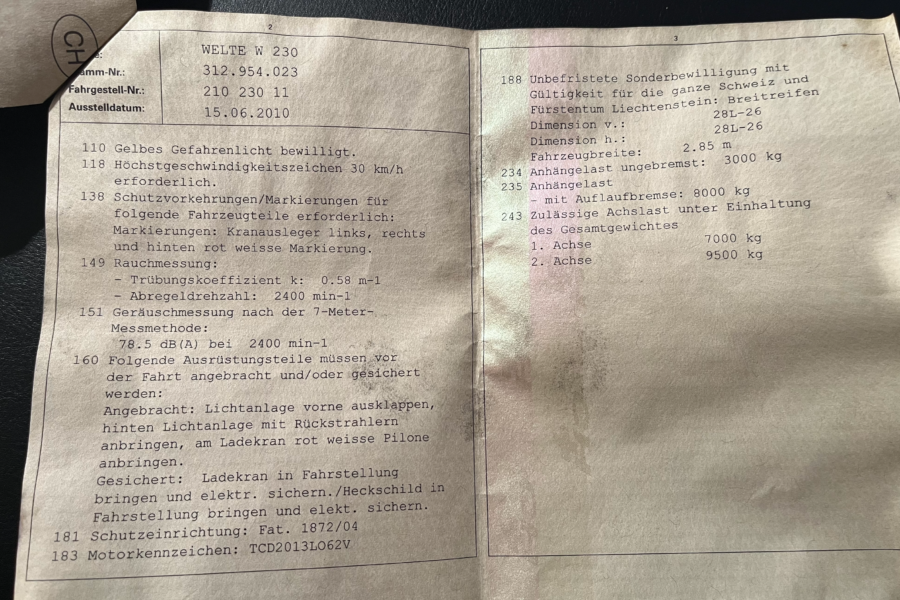 2
CH
e: WELTE W 230
amm-Nr.: 312.954.023
Fahrgestell-Nr.: 210 230 11
Ausstelldatum: 15.06.2010
110 Gelbes Gefahrenlicht bewilligt.
118 Höchstgeschwindigkeitszeichen 30 km/h
erforderlich.
138 Schutzvorkehrungen/Markierungen für
folgende Fahrzeugteile erforderlich:
Markierungen: Kranausleger links, rechts
und hinten rot weisse Markierung.
149 Rauchmessung:
- Trübungskoeffizient k: 0.58 m-1
- Abregeldrehzahl: 2400 min-1
151 Geräuschmessung nach der 7-Meter-
Messmethode:
78.5 dB(A) bei 2400 min-1
160 Folgende Ausrüstungsteile müssen vor
der Fahrt angebracht und/oder gesichert
werden:
Angebracht: Lichtanlage vorne ausklappen,
hinten Lichtanlage mit Rückstrahlern
anbringen, am Ladekran rot weisse Pilone
anbringen.
Gesichert: Ladekran in Fahrstellung
bringen und elektr. sichern./Heckschild in
Fahrstellung bringen und elekt. sichern.
181 Schutzeinrichtung: Fat. 1872/04
183 Motorkennzeichen: TCD2013LO62V
3
188 Unbefristete Sonderbewilligung mit
Gültigkeit für die ganze Schweiz und
Fürstentum Liechtenstein: Breitreifen
Dimension v.: 28L-26
Dimension h.: 28L-26
Fahrzeugbreite: 2.85 m
234 Anhängelast ungebremst: 3000 kg
235 Anhängelast
- mit Auflaufbremse: 8000 kg
243 Zulässige Achslast unter Einhaltung
des Gesamtgewichtes
1. Achse 7000 kg
2. Achse 9500 kg